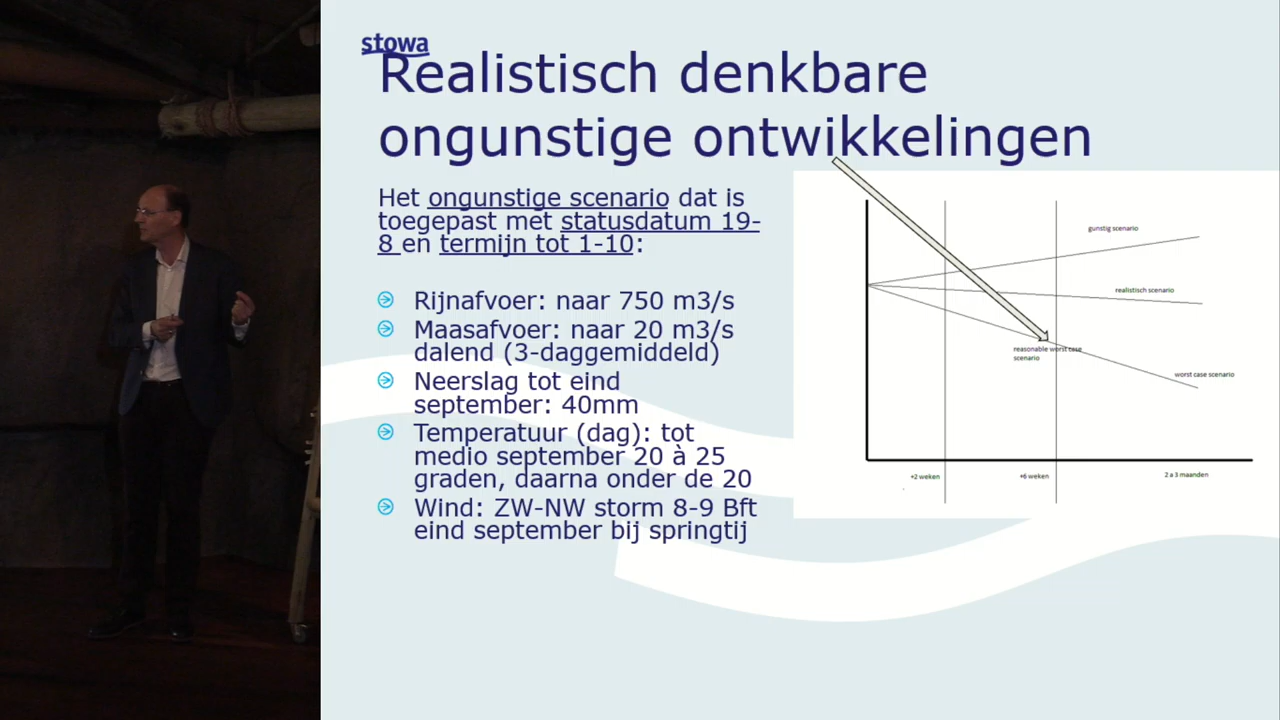 stowa
Realistisch denkbare
ongunstige ontwikkelingen
Het ongunstige scenario dat is
toegepast met statusdatum 19-
8 en termijn tot 1-10:
Rijnafvoer: naar 750 m3/s
Maasafvoer: naar 20 m3/s
dalend (3-daggemiddeld)
Neerslag tot eind
september: 40mm
Temperatuur (dag): tot
medio september 20 à 25
graden, daarna onder de 20
Wind: ZW-NW storm 8-9 Bft
eind september bij springtij
gunstig scenario
realistisch scenario
reasonable worst case
scenario
worst case scenario
+2 weken
+6 weken
2 a 3 maanden